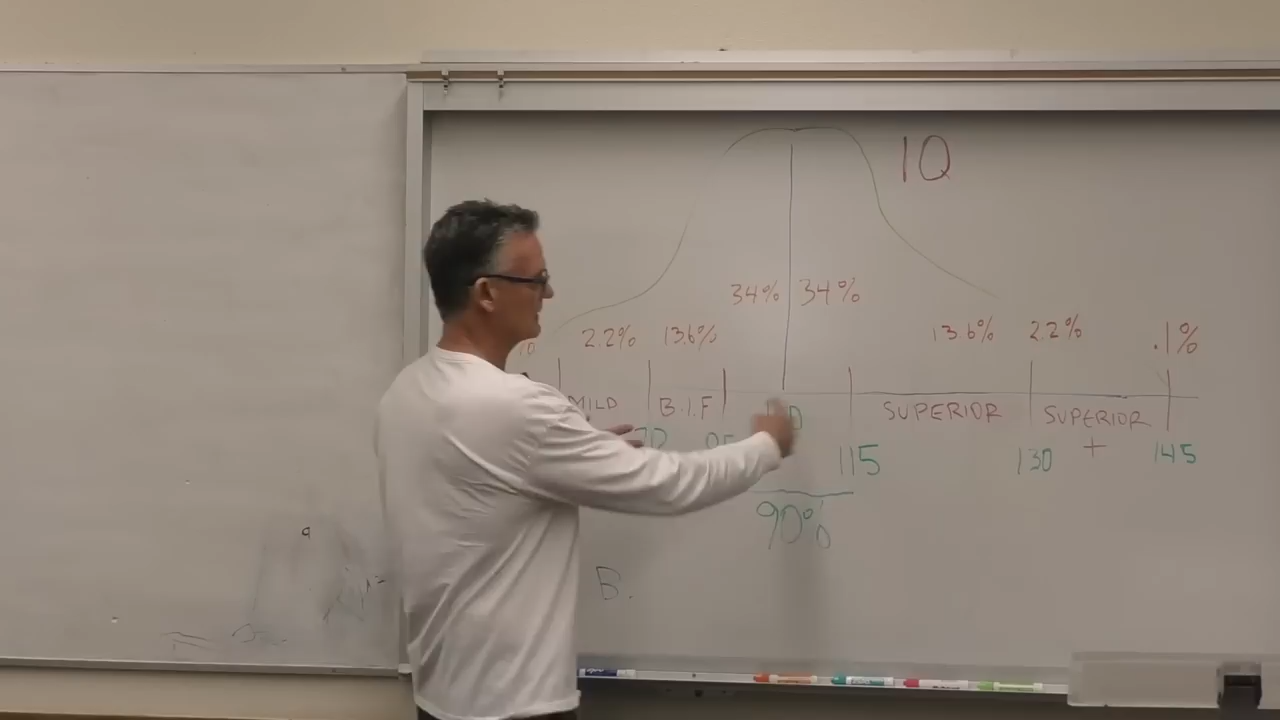 IQ
34% 34%
2.2% 13.6% 13.6% 2.2% .1%
MILD B.I.F SUPERIOR SUPERIOR
+
115 130 145
90%
B.